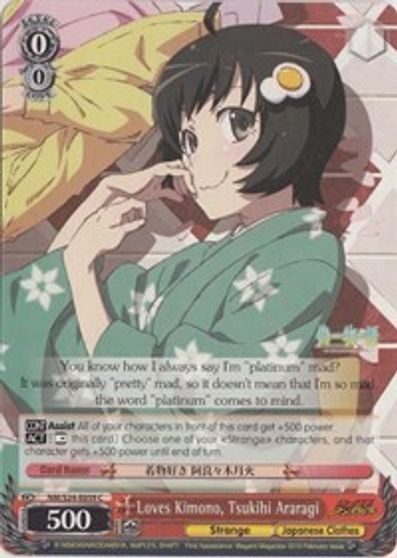 0
0
You know how I always say I'm "platinum" mad?
It was originally "pretty" mad, so it doesn't mean that I'm so mad
the word "platinum" comes to mind.
CONT Assist All of your characters in front of this card get +500 power
ACT [ this card] Choose one of your «Strange» characters, and that
character gets +500 power until end of turn.
Card Name 着物好き 阿良々木月火
500
Loves Kimono, Tsukihi Araragi
Strange Japanese Clothes